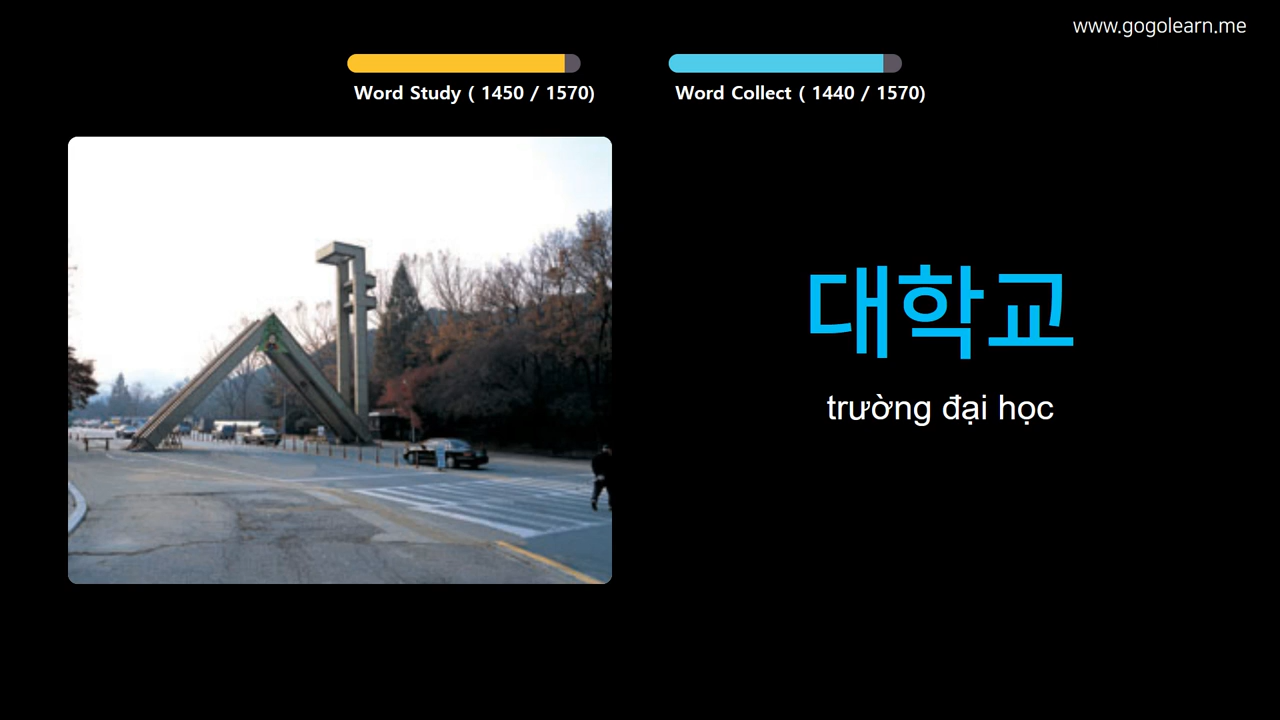 www.gogolearn.me
Word Study ( 1450 / 1570)
Word Collect ( 1440 / 1570)
대학교
trường đại học